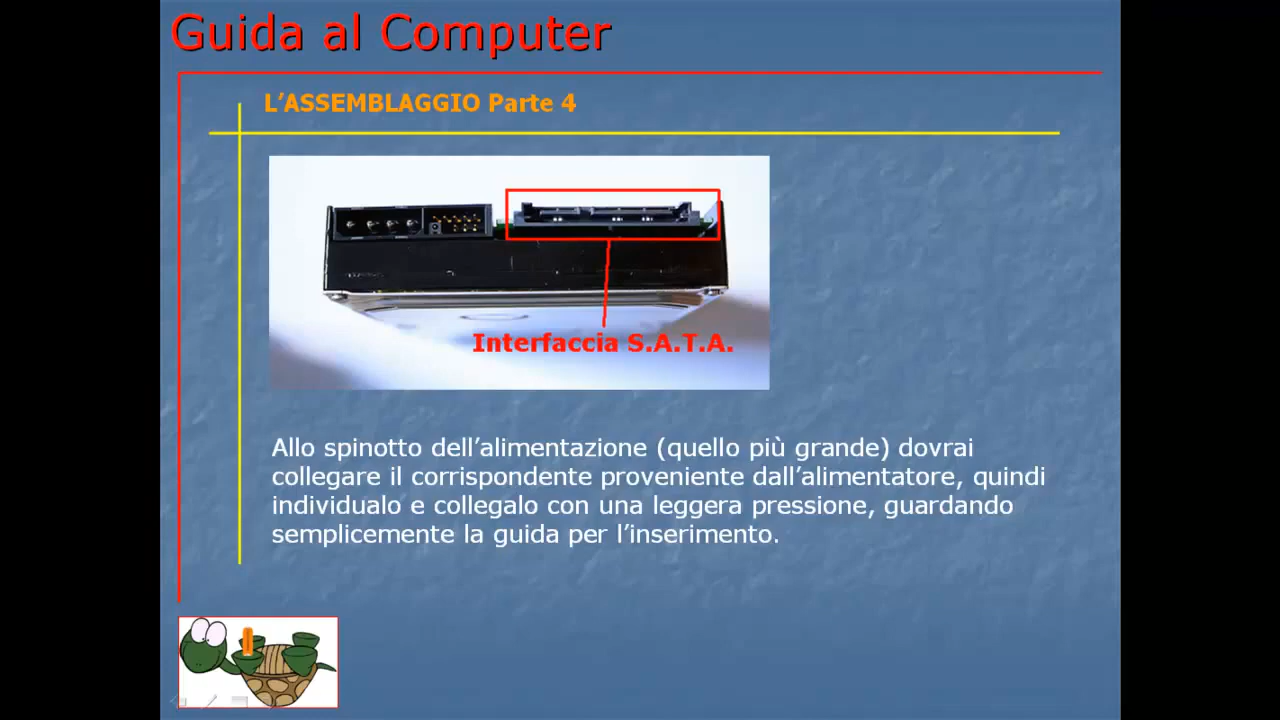 Guida al Computer
L’ASSEMBLAGGIO Parte 4
Interfaccia S.A.T.A.
Allo spinotto dell’alimentazione (quello più grande) dovrai
collegare il corrispondente proveniente dall’alimentatore, quindi
individualo e collegalo con una leggera pressione, guardando
semplicemente la guida per l’inserimento.